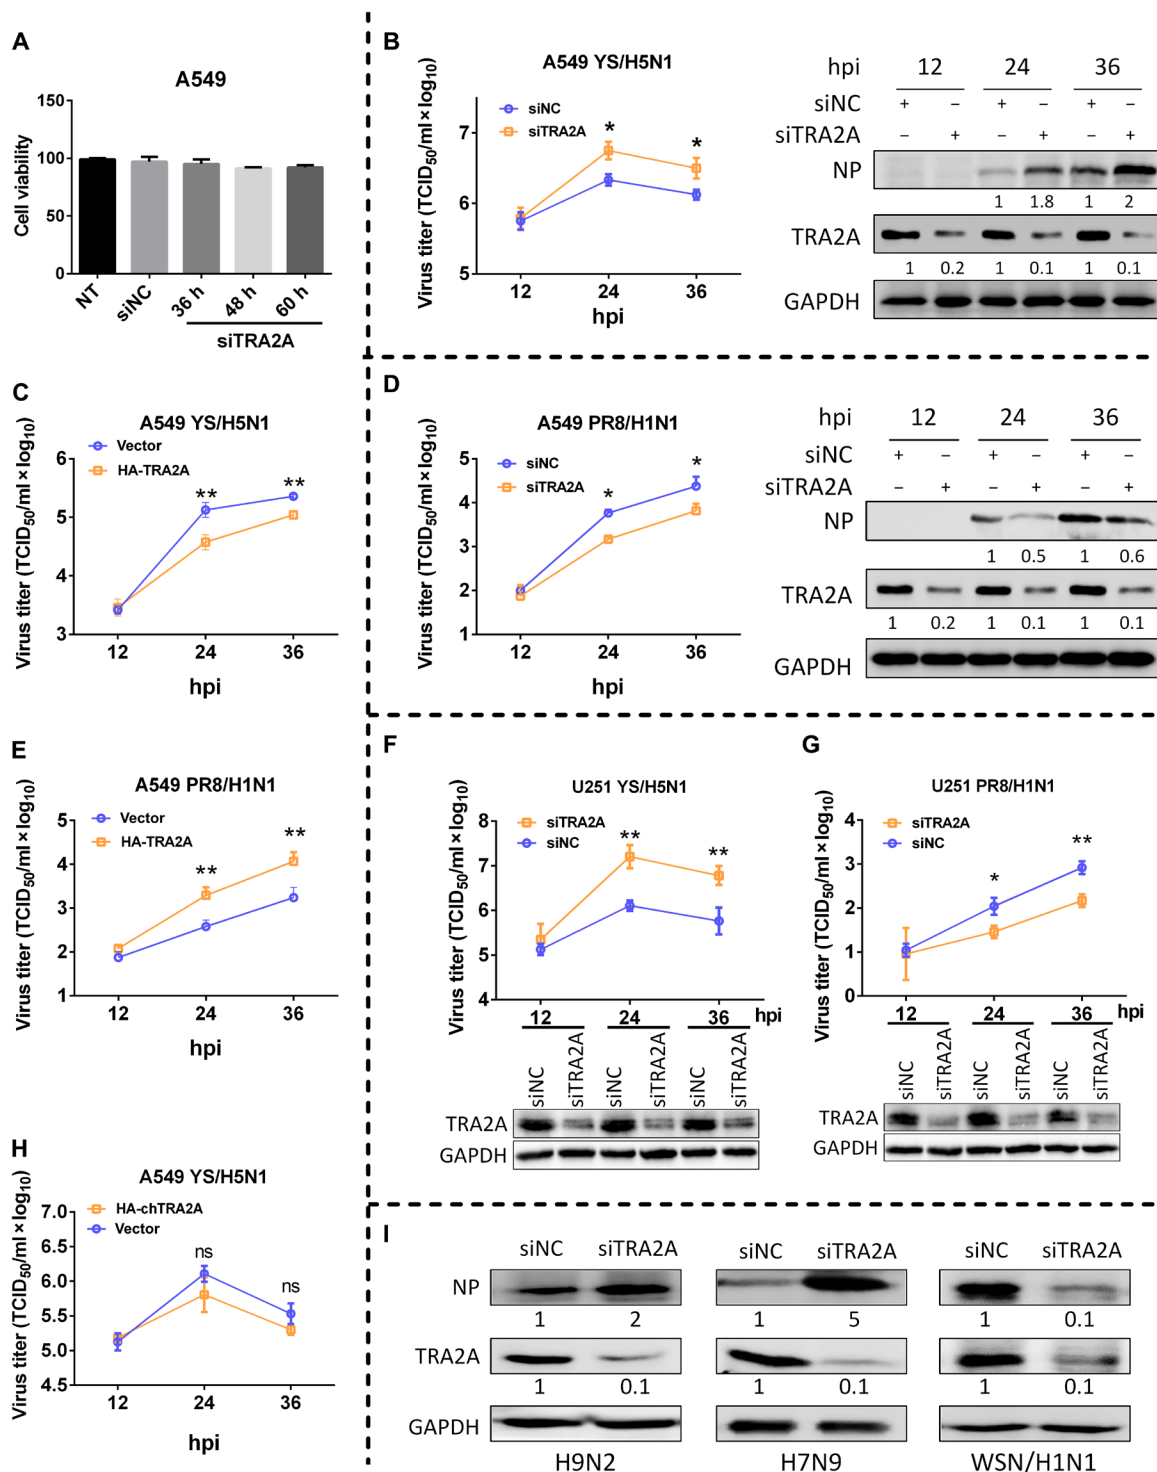 A
A549
Cell viability
150
100
50
0
NT
siNC
36 h
48 h
60 h
siTRA2A
B
A549 YS/H5N1
Virus titer (TCID50/ml × log10)
siNC
siTRA2A
7
6
5
*
*
12
24
36
hpi
hpi 12 24 36
siNC + – + – + –
siTRA2A – + – + – +
NP
1 1.8 1 2
TRA2A
1 0.2 1 0.1 1 0.1
GAPDH
C
A549 YS/H5N1
Virus titer (TCID50/ml × log10)
Vector
HA-TRA2A
6
5
4
3
**
**
12
24
36
hpi
D
A549 PR8/H1N1
Virus titer (TCID50/ml × log10)
siNC
siTRA2A
5
4
3
2
1
*
*
12
24
36
hpi
hpi 12 24 36
siNC + – + – + –
siTRA2A – + – + – +
NP
1 0.5 1 0.6
TRA2A
1 0.2 1 0.1 1 0.1
GAPDH
E
A549 PR8/H1N1
Virus titer (TCID50/ml × log10)
Vector
HA-TRA2A
5
4
3
2
1
**
**
12
24
36
hpi
F
U251 YS/H5N1
Virus titer (TCID50/ml × log10)
siTRA2A
siNC
8
7
6
5
4
**
**
12 24 36 hpi
siNC siTRA2A siNC siTRA2A siNC siTRA2A
TRA2A
GAPDH
G
U251 PR8/H1N1
Virus titer (TCID50/ml × log10)
siTRA2A
siNC
4
3
2
1
0
*
**
12 24 36 hpi
siNC siTRA2A siNC siTRA2A siNC siTRA2A
TRA2A
GAPDH
H
A549 YS/H5N1
Virus titer (TCID50/ml × log10)
HA-chTRA2A
Vector
7.0
6.5
6.0
5.5
5.0
4.5
ns
ns
12
24
36
hpi
I
siNC siTRA2A siNC siTRA2A siNC siTRA2A
NP
1 2 1 5 1 0.1
TRA2A
1 0.1 1 0.1 1 0.1
GAPDH
H9N2 H7N9 WSN/H1N1